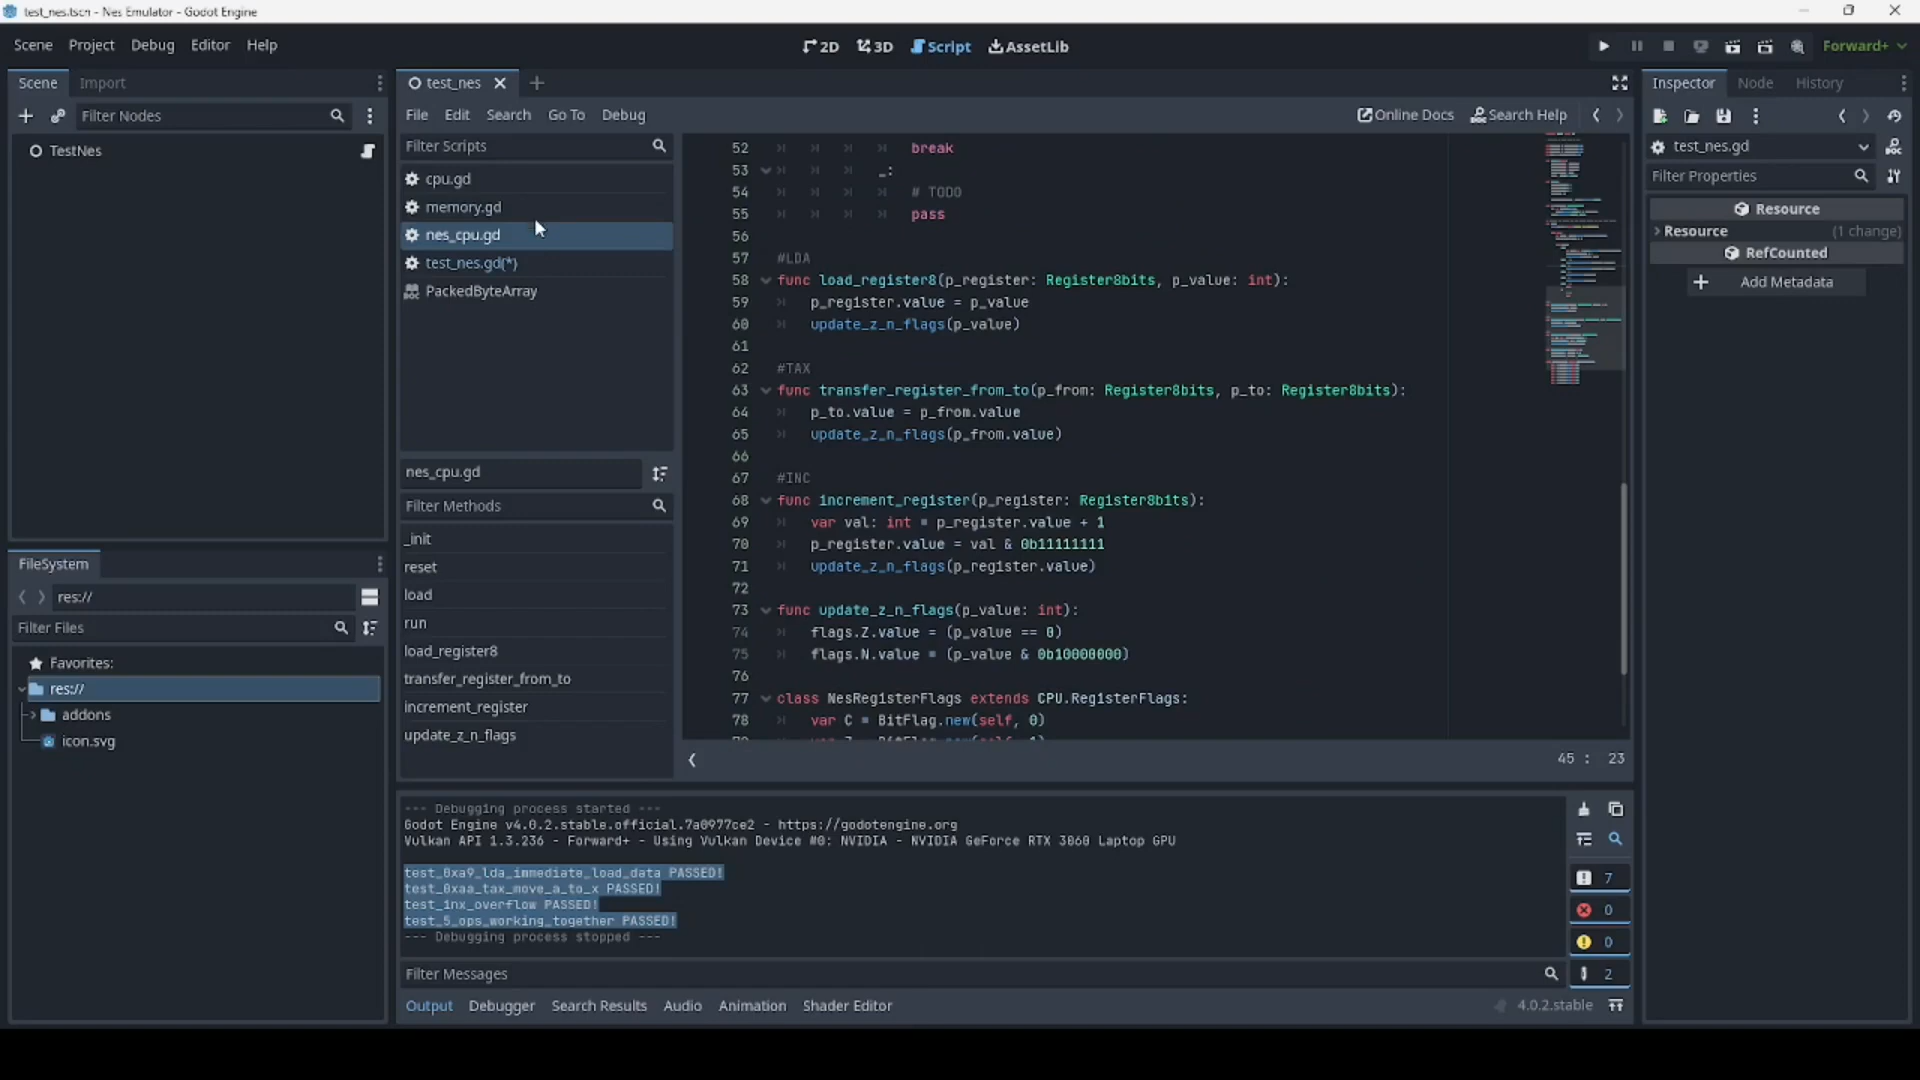 test_nes.tscn - Nes Emulator - Godot Engine
Scene Project Debug Editor Help
2D 3D Script AssetLib
Forward+
Scene Import
test_nes
Inspector Node History
Filter Nodes
File Edit Search Go To Debug
Online Docs Search Help
TestNes
Filter Scripts
cpu.gd
memory.gd
nes_cpu.gd
test_nes.gd(*)
PackedByteArray
nes_cpu.gd
Filter Methods
_init
reset
load
run
load_register8
transfer_register_from_to
increment_register
update_z_n_flags
52 break
53 _:
54 # TODO
55 pass
56
57 #LDA
58 func load_register8(p_register: Register8bits, p_value: int):
59 p_register.value = p_value
60 update_z_n_flags(p_value)
61
62 #TAX
63 func transfer_register_from_to(p_from: Register8bits, p_to: Register8bits):
64 p_to.value = p_from.value
65 update_z_n_flags(p_from.value)
66
67 #INC
68 func increment_register(p_register: Register8bits):
69 var val: int = p_register.value + 1
70 p_register.value = val & 0b11111111
71 update_z_n_flags(p_register.value)
72
73 func update_z_n_flags(p_value: int):
74 flags.Z.value = (p_value == 0)
75 flags.N.value = (p_value & 0b10000000)
76
77 class NesRegisterFlags extends CPU.RegisterFlags:
78 var C = BitFlag.new(self, 0)
45 : 23
test_nes.gd
Filter Properties
Resource
Resource (1 change)
RefCounted
Add Metadata
FileSystem
res://
Filter Files
Favorites:
res://
addons
icon.svg
--- Debugging process started ---
Godot Engine v4.0.2.stable.official.7a0977ce2 - https://godotengine.org
Vulkan API 1.3.236 - Forward+ - Using Vulkan Device #0: NVIDIA - NVIDIA GeForce RTX 3060 Laptop GPU
test_0xa9_lda_immediate_load_data PASSED!
test_0xaa_tax_move_a_to_x PASSED!
test_inx_overflow PASSED!
test_5_ops_working_together PASSED!
--- Debugging process stopped ---
7
0
0
2
Filter Messages
Output Debugger Search Results Audio Animation Shader Editor
4.0.2.stable